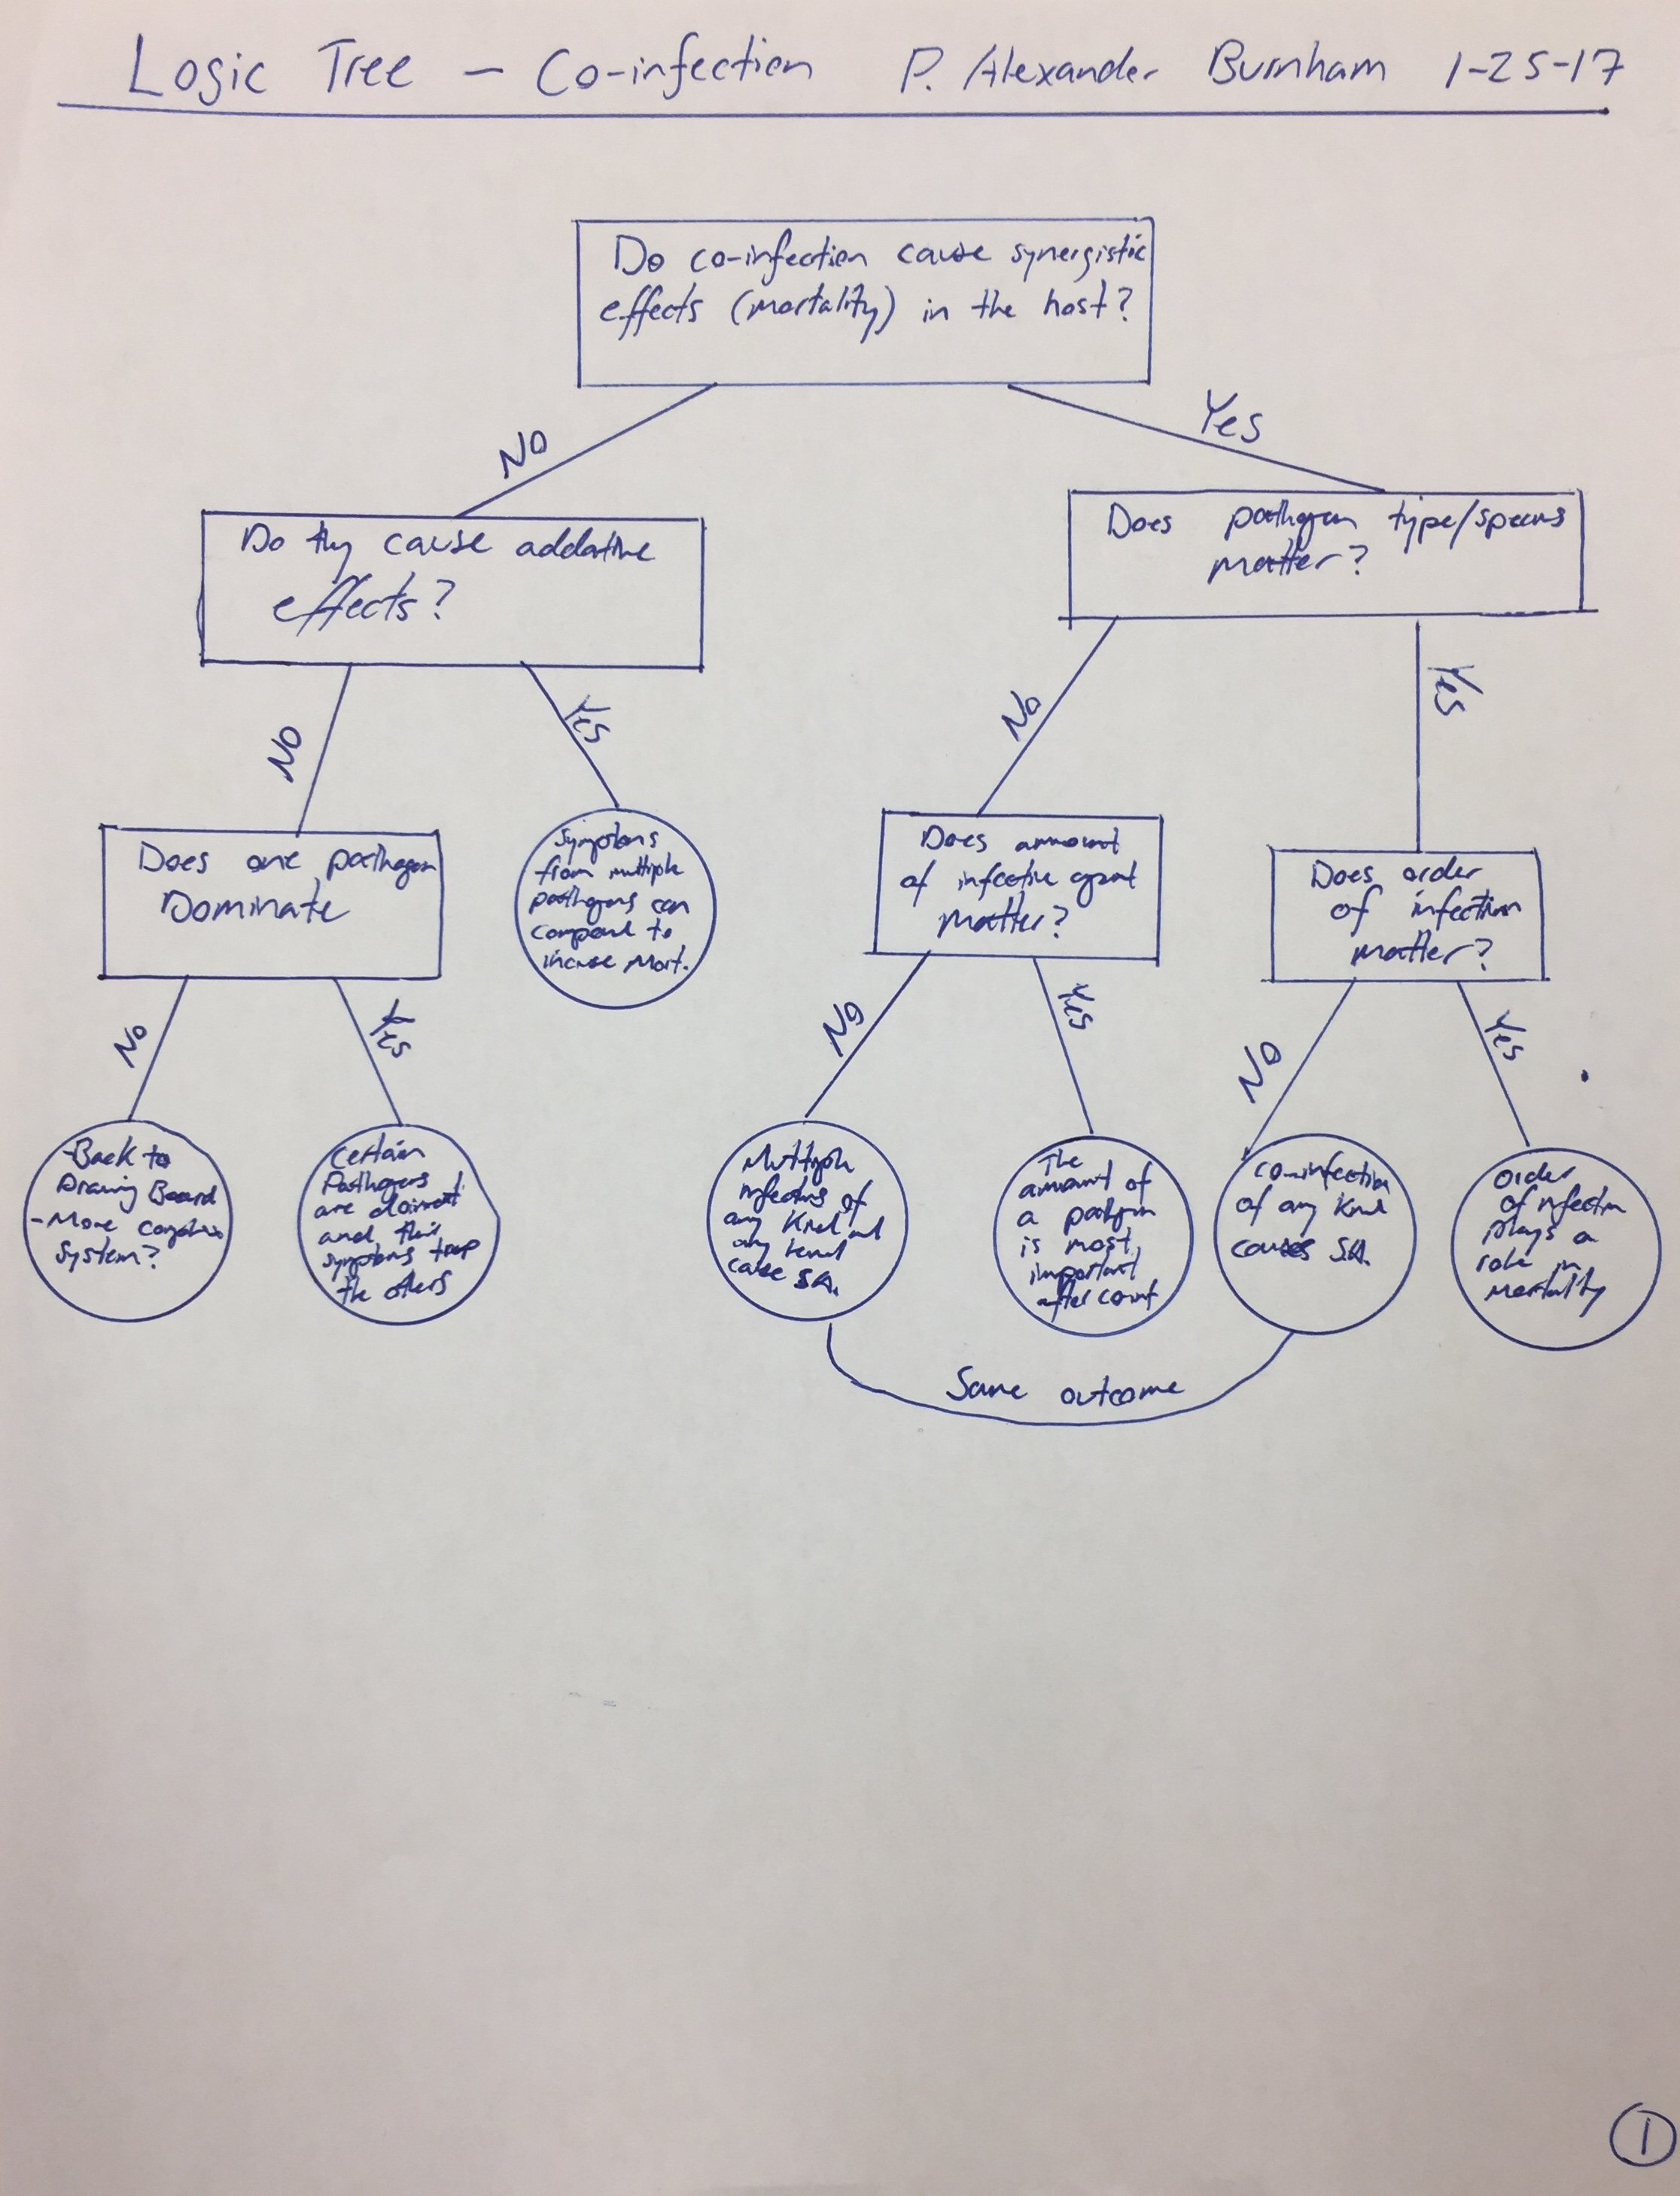 Logic Tree — Co-infection P. Alexander Burnham 1-25-17
Do co-infection cause synergistic
effects (mortality) in the host?
NO
Yes
Do thy cause addative
effects?
Does pathogen type/species
matter?
NO
Yes
No
Yes
Does one pathogen
Dominate
Symptoms
from multiple
pathogens can
compound to
increase Mort.
Does ammount
of infective agent
Matter?
Does order
of infection
matter?
No
Yes
No
Yes
NO
Yes
-Back to
Drawing Board
-More complex
System?
Certain
Pathogens
are
and their
symptoms trump
the others
Multiple
infections of
any Kind and
any
cause SA.
The
amount of
a pathogen
is most
important
after
co-infection
of any Kind
causes SA.
order
of infection
plays a
role in
mortality
Same outcome
1